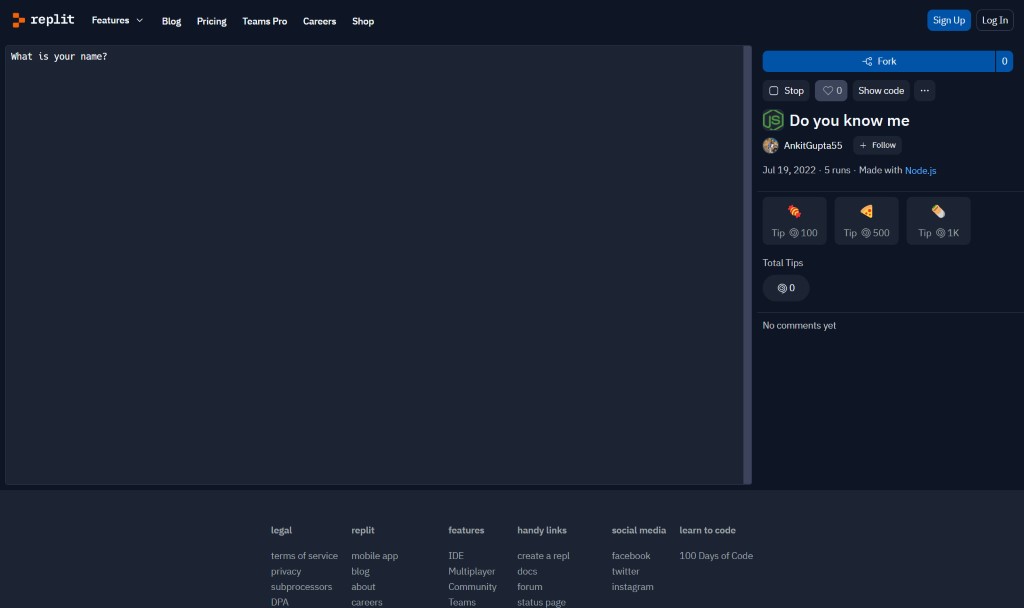 replit
Features
Blog
Pricing
Teams Pro
Careers
Shop
Sign Up
Log In
What is your name?
Fork
0
Stop
0
Show code
JS
Do you know me
AnkitGupta55
+ Follow
Jul 19, 2022 · 5 runs · Made with Node.js
Tip 100
Tip 500
Tip 1K
Total Tips
0
No comments yet
legal
terms of service
privacy
subprocessors
DPA
replit
mobile app
blog
about
careers
features
IDE
Multiplayer
Community
Teams
handy links
create a repl
docs
forum
status page
social media
facebook
twitter
instagram
learn to code
100 Days of Code